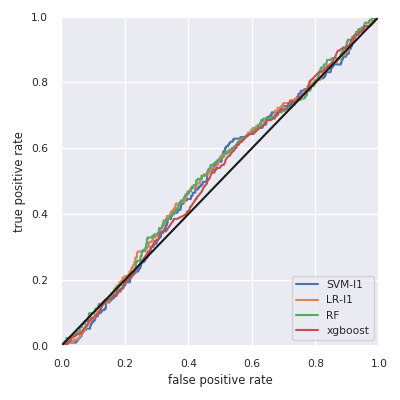 1.0
0.8
0.6
0.4
0.2
0.0
true positive rate
SVM-l1
LR-l1
RF
xgboost
0.0 0.2 0.4 0.6 0.8 1.0
false positive rate